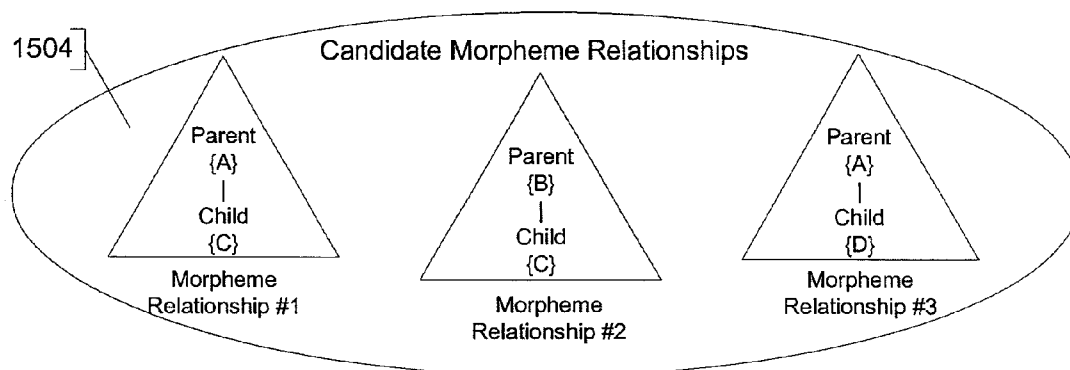 1504
Candidate Morpheme Relationships
Parent
{A}
Child
{C}
Morpheme
Relationship #1
Parent
{B}
Child
{C}
Morpheme
Relationship #2
Parent
{A}
Child
{D}
Morpheme
Relationship #3